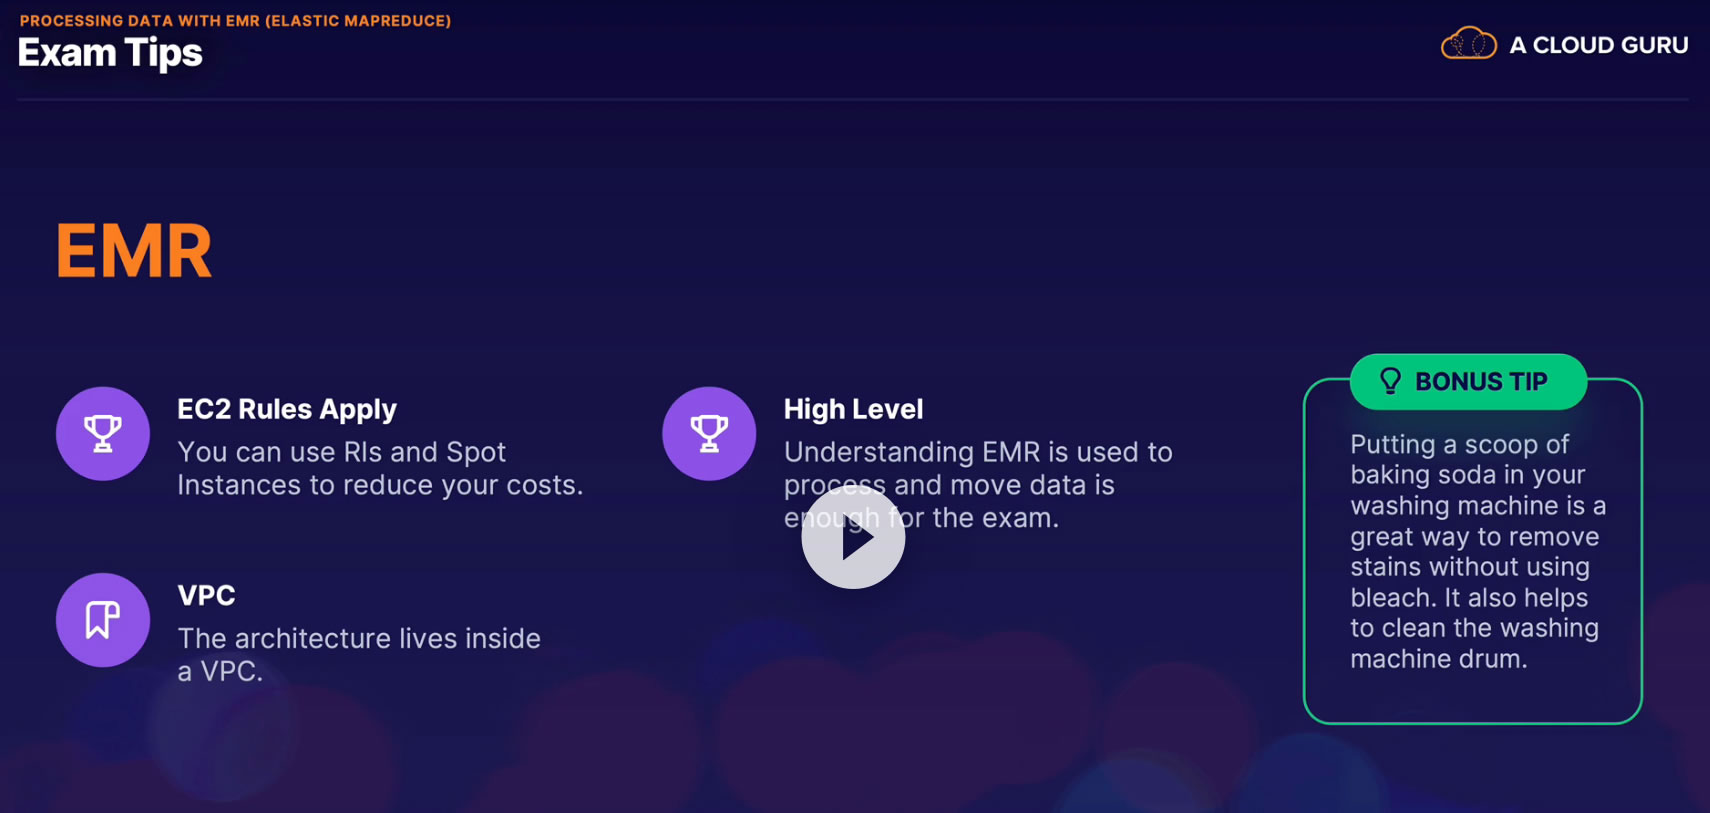 PROCESSING DATA WITH EMR (ELASTIC MAPREDUCE)
Exam Tips
A CLOUD GURU
EMR
EC2 Rules Apply
You can use RIs and Spot
Instances to reduce your costs.
High Level
Understanding EMR is used to
process and move data is
enough for the exam.
VPC
The architecture lives inside
a VPC.
BONUS TIP
Putting a scoop of
baking soda in your
washing machine is a
great way to remove
stains without using
bleach. It also helps
to clean the washing
machine drum.